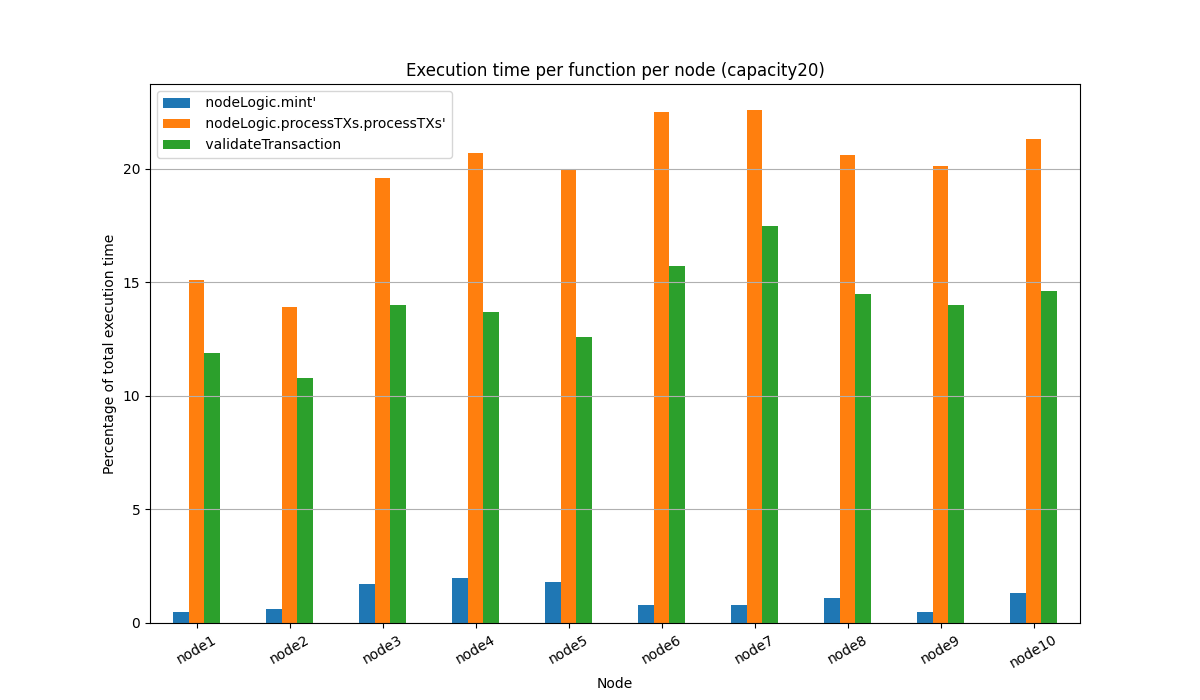 Execution time per function per node (capacity20)
nodeLogic.mint'
nodeLogic.processTXs.processTXs'
validateTransaction
Percentage of total execution time
20
15
10
5
0
node1
node2
node3
node4
node5
node6
node7
node8
node9
node10
Node